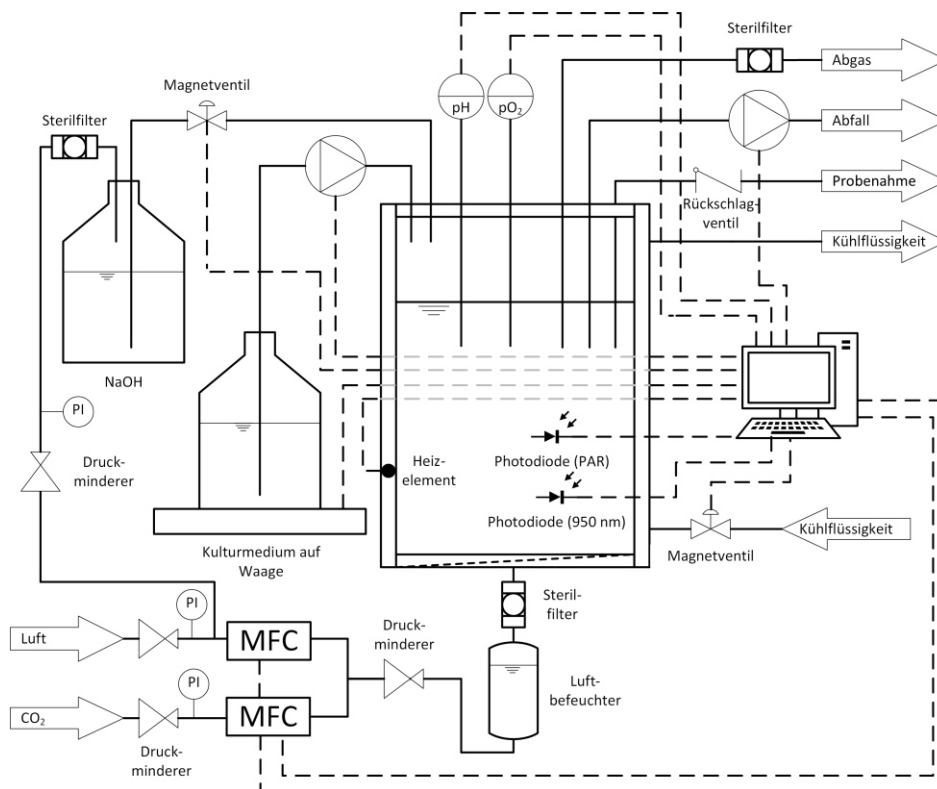 Sterilfilter
Abgas
Magnetventil
pH
pO₂
Abfall
Sterilfilter
Probenahme
Rückschlag-
ventil
Kühlflüssigkeit
NaOH
PI
Druck-
minderer
Heiz-
element
Photodiode (PAR)
Photodiode (950 nm)
Kulturmedium auf
Waage
Kühlflüssigkeit
Magnetventil
Steril-
filter
PI
Luft
MFC
Druck-
minderer
PI
Luft-
befeuchter
CO₂
MFC
Druck-
minderer